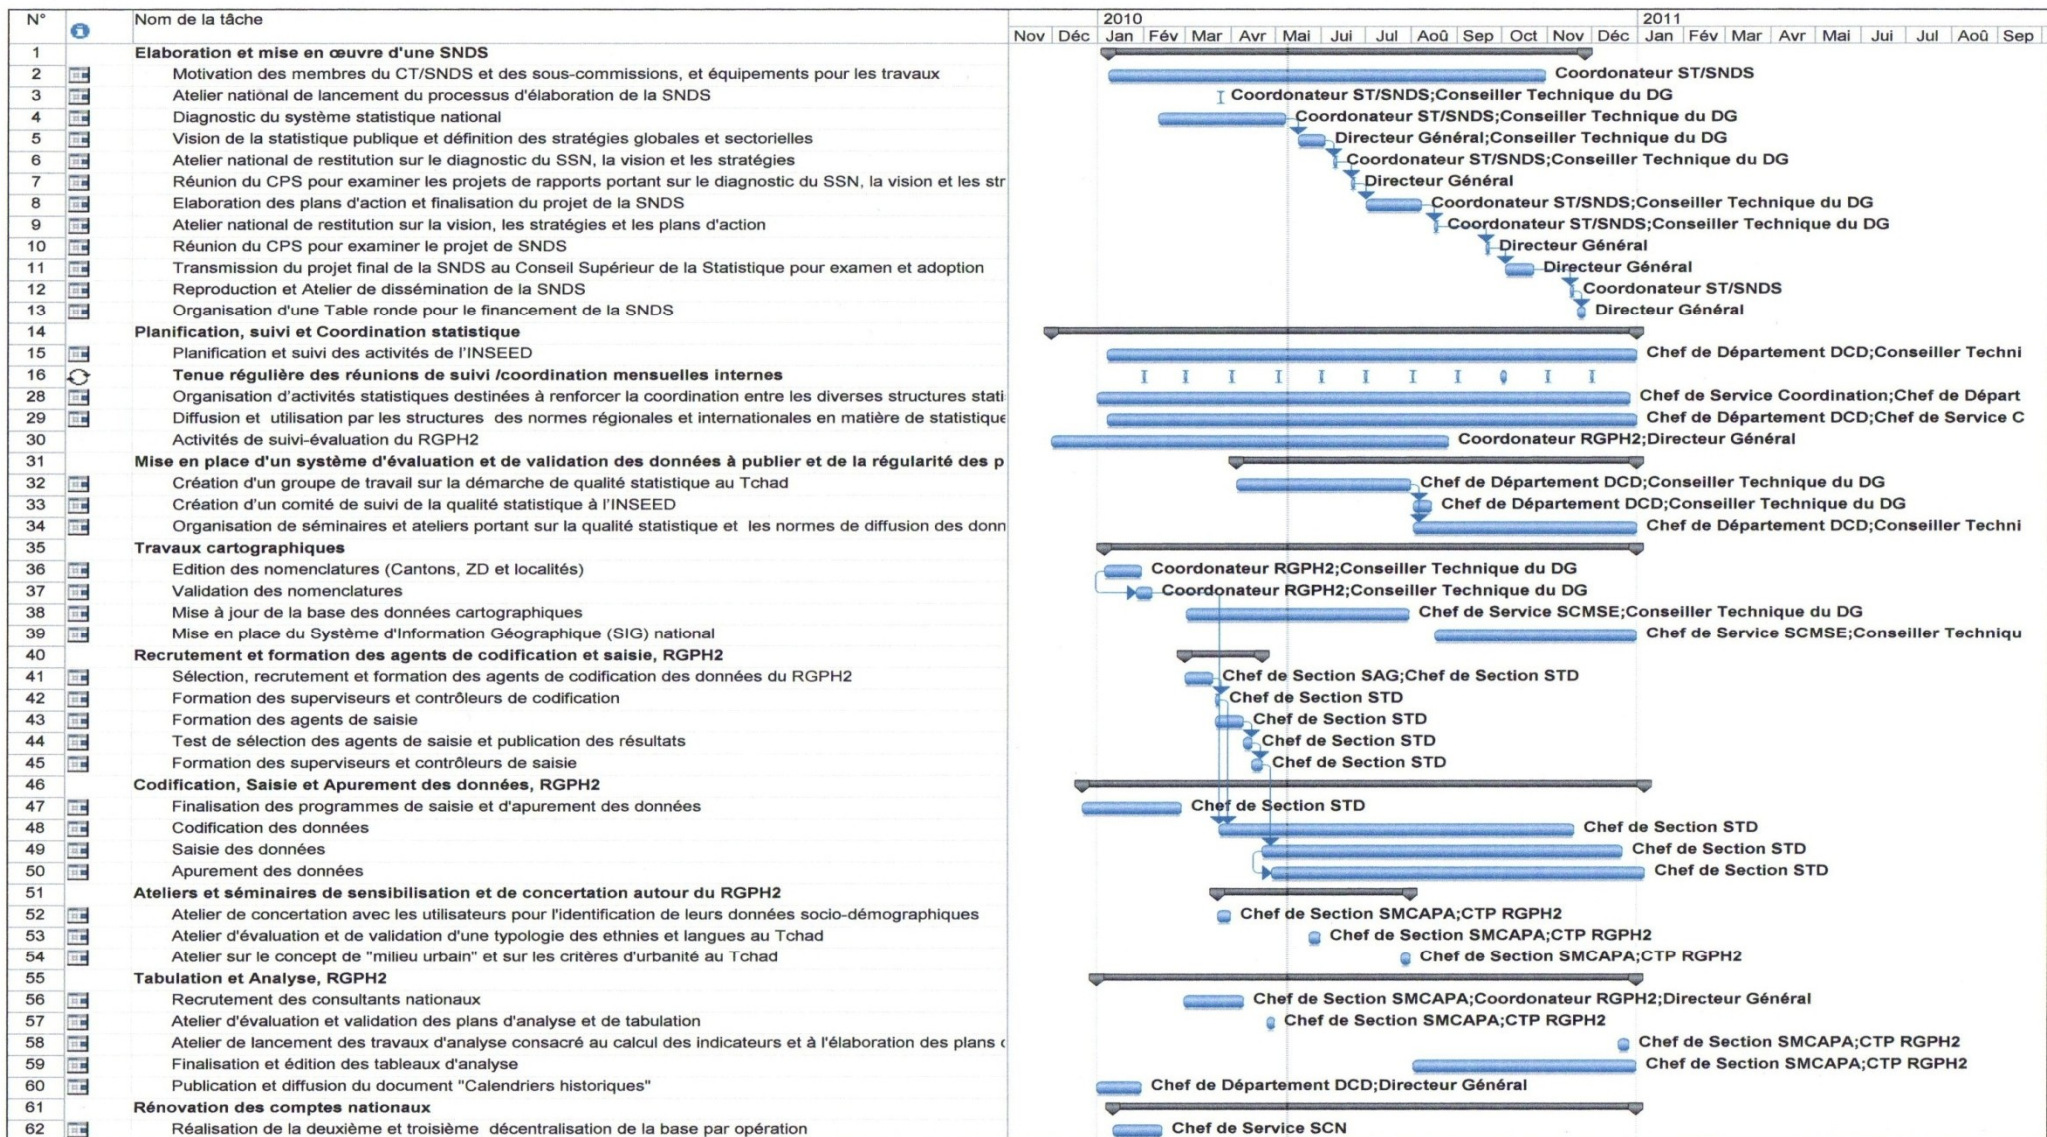 N° Nom de la tâche 2010 2011
Nov Déc Jan Fév Mar Avr Mai Jui Jul Aoû Sep Oct Nov Déc Jan Fév Mar Avr Mai Jui Jul Aoû Sep
1 Elaboration et mise en œuvre d'une SNDS
2 Motivation des membres du CT/SNDS et des sous-commissions, et équipements pour les travaux Coordonateur ST/SNDS
3 Atelier national de lancement du processus d'élaboration de la SNDS Coordonateur ST/SNDS;Conseiller Technique du DG
4 Diagnostic du système statistique national Coordonateur ST/SNDS;Conseiller Technique du DG
5 Vision de la statistique publique et définition des stratégies globales et sectorielles Directeur Général;Conseiller Technique du DG
6 Atelier national de restitution sur le diagnostic du SSN, la vision et les stratégies Coordonateur ST/SNDS;Conseiller Technique du DG
7 Réunion du CPS pour examiner les projets de rapports portant sur le diagnostic du SSN, la vision et les str Directeur Général
8 Elaboration des plans d'action et finalisation du projet de la SNDS Coordonateur ST/SNDS;Conseiller Technique du DG
9 Atelier national de restitution sur la vision, les stratégies et les plans d'action Coordonateur ST/SNDS;Conseiller Technique du DG
10 Réunion du CPS pour examiner le projet de SNDS Directeur Général
11 Transmission du projet final de la SNDS au Conseil Supérieur de la Statistique pour examen et adoption Directeur Général
12 Reproduction et Atelier de dissémination de la SNDS Coordonateur ST/SNDS
13 Organisation d'une Table ronde pour le financement de la SNDS Directeur Général
14 Planification, suivi et Coordination statistique
15 Planification et suivi des activités de l'INSEED Chef de Département DCD;Conseiller Techni
16 Tenue régulière des réunions de suivi /coordination mensuelles internes
28 Organisation d'activités statistiques destinées à renforcer la coordination entre les diverses structures stati Chef de Service Coordination;Chef de Départ
29 Diffusion et utilisation par les structures des normes régionales et internationales en matière de statistique Chef de Département DCD;Chef de Service C
30 Activités de suivi-évaluation du RGPH2 Coordonateur RGPH2;Directeur Général
31 Mise en place d'un système d'évaluation et de validation des données à publier et de la régularité des p
32 Création d'un groupe de travail sur la démarche de qualité statistique au Tchad Chef de Département DCD;Conseiller Technique du DG
33 Création d'un comité de suivi de la qualité statistique à l'INSEED Chef de Département DCD;Conseiller Technique du DG
34 Organisation de séminaires et ateliers portant sur la qualité statistique et les normes de diffusion des donn Chef de Département DCD;Conseiller Techni
35 Travaux cartographiques
36 Edition des nomenclatures (Cantons, ZD et localités) Coordonateur RGPH2;Conseiller Technique du DG
37 Validation des nomenclatures Coordonateur RGPH2;Conseiller Technique du DG
38 Mise à jour de la base des données cartographiques Chef de Service SCMSE;Conseiller Technique du DG
39 Mise en place du Système d'Information Géographique (SIG) national Chef de Service SCMSE;Conseiller Techniqu
40 Recrutement et formation des agents de codification et saisie, RGPH2
41 Sélection, recrutement et formation des agents de codification des données du RGPH2 Chef de Section SAG;Chef de Section STD
42 Formation des superviseurs et contrôleurs de codification Chef de Section STD
43 Formation des agents de saisie Chef de Section STD
44 Test de sélection des agents de saisie et publication des résultats Chef de Section STD
45 Formation des superviseurs et contrôleurs de saisie Chef de Section STD
46 Codification, Saisie et Apurement des données, RGPH2
47 Finalisation des programmes de saisie et d'apurement des données Chef de Section STD
48 Codification des données Chef de Section STD
49 Saisie des données Chef de Section STD
50 Apurement des données Chef de Section STD
51 Ateliers et séminaires de sensibilisation et de concertation autour du RGPH2
52 Atelier de concertation avec les utilisateurs pour l'identification de leurs données socio-démographiques Chef de Section SMCAPA;CTP RGPH2
53 Atelier d'évaluation et de validation d'une typologie des ethnies et langues au Tchad Chef de Section SMCAPA;CTP RGPH2
54 Atelier sur le concept de "milieu urbain" et sur les critères d'urbanité au Tchad Chef de Section SMCAPA;CTP RGPH2
55 Tabulation et Analyse, RGPH2
56 Recrutement des consultants nationaux Chef de Section SMCAPA;Coordonateur RGPH2;Directeur Général
57 Atelier d'évaluation et validation des plans d'analyse et de tabulation Chef de Section SMCAPA;CTP RGPH2
58 Atelier de lancement des travaux d'analyse consacré au calcul des indicateurs et à l'élaboration des plans Chef de Section SMCAPA;CTP RGPH2
59 Finalisation et édition des tableaux d'analyse Chef de Section SMCAPA;CTP RGPH2
60 Publication et diffusion du document "Calendriers historiques" Chef de Département DCD;Directeur Général
61 Rénovation des comptes nationaux
62 Réalisation de la deuxième et troisième décentralisation de la base par opération Chef de Service SCN